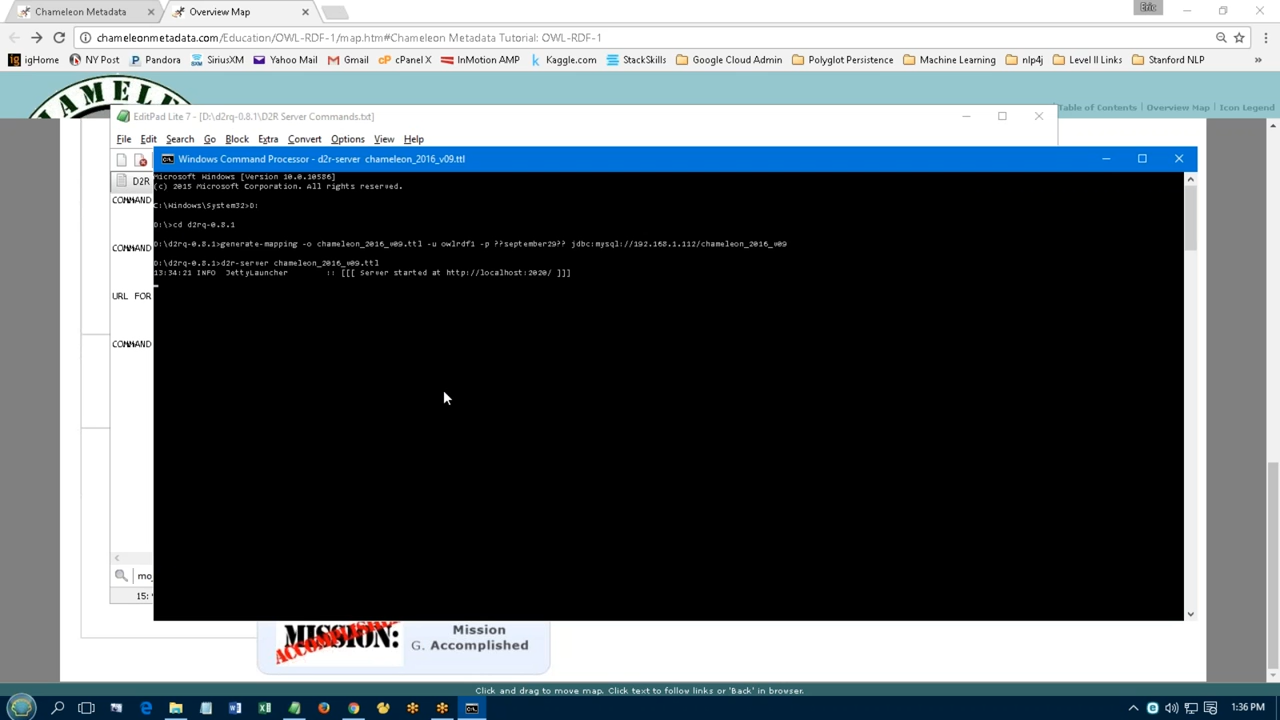 Chameleon Metadata
Overview Map
Eric
chameleonmetadata.com/Education/OWL-RDF-1/map.htm#Chameleon Metadata Tutorial: OWL-RDF-1
igHome NY Post Pandora SiriusXM Yahoo Mail Gmail cPanel X InMotion AMP Kaggle.com StackSkills Google Cloud Admin Polyglot Persistence Machine Learning nlp4j Level II Links Stanford NLP »
Table of Contents | Overview Map | Icon Legend
EditPad Lite 7 - [D:\d2rq-0.8.1\D2R Server Commands.txt]
File Edit Search Go Block Extra Convert Options View Help
Windows Command Processor - d2r-server chameleon_2016_v09.ttl
D2R
Microsoft Windows [Version 10.0.10586]
(c) 2015 Microsoft Corporation. All rights reserved.
C:\Windows\System32>D:
D:\>cd d2rq-0.8.1
D:\d2rq-0.8.1>generate-mapping -o chameleon_2016_v09.ttl -u owlrdf1 -p ??september29?? jdbc:mysql://192.168.1.112/chameleon_2016_v09
D:\d2rq-0.8.1>d2r-server chameleon_2016_v09.ttl
13:34:21 INFO JettyLauncher :: [[[ Server started at http://localhost:2020/ ]]]
COMMAND
COMMAND
URL FOR
COMMAND
mo
15:
MISSION:
ACCOMPLISHED
Mission
G. Accomplished
Click and drag to move map. Click text to follow links or 'Back' in browser.
1:36 PM